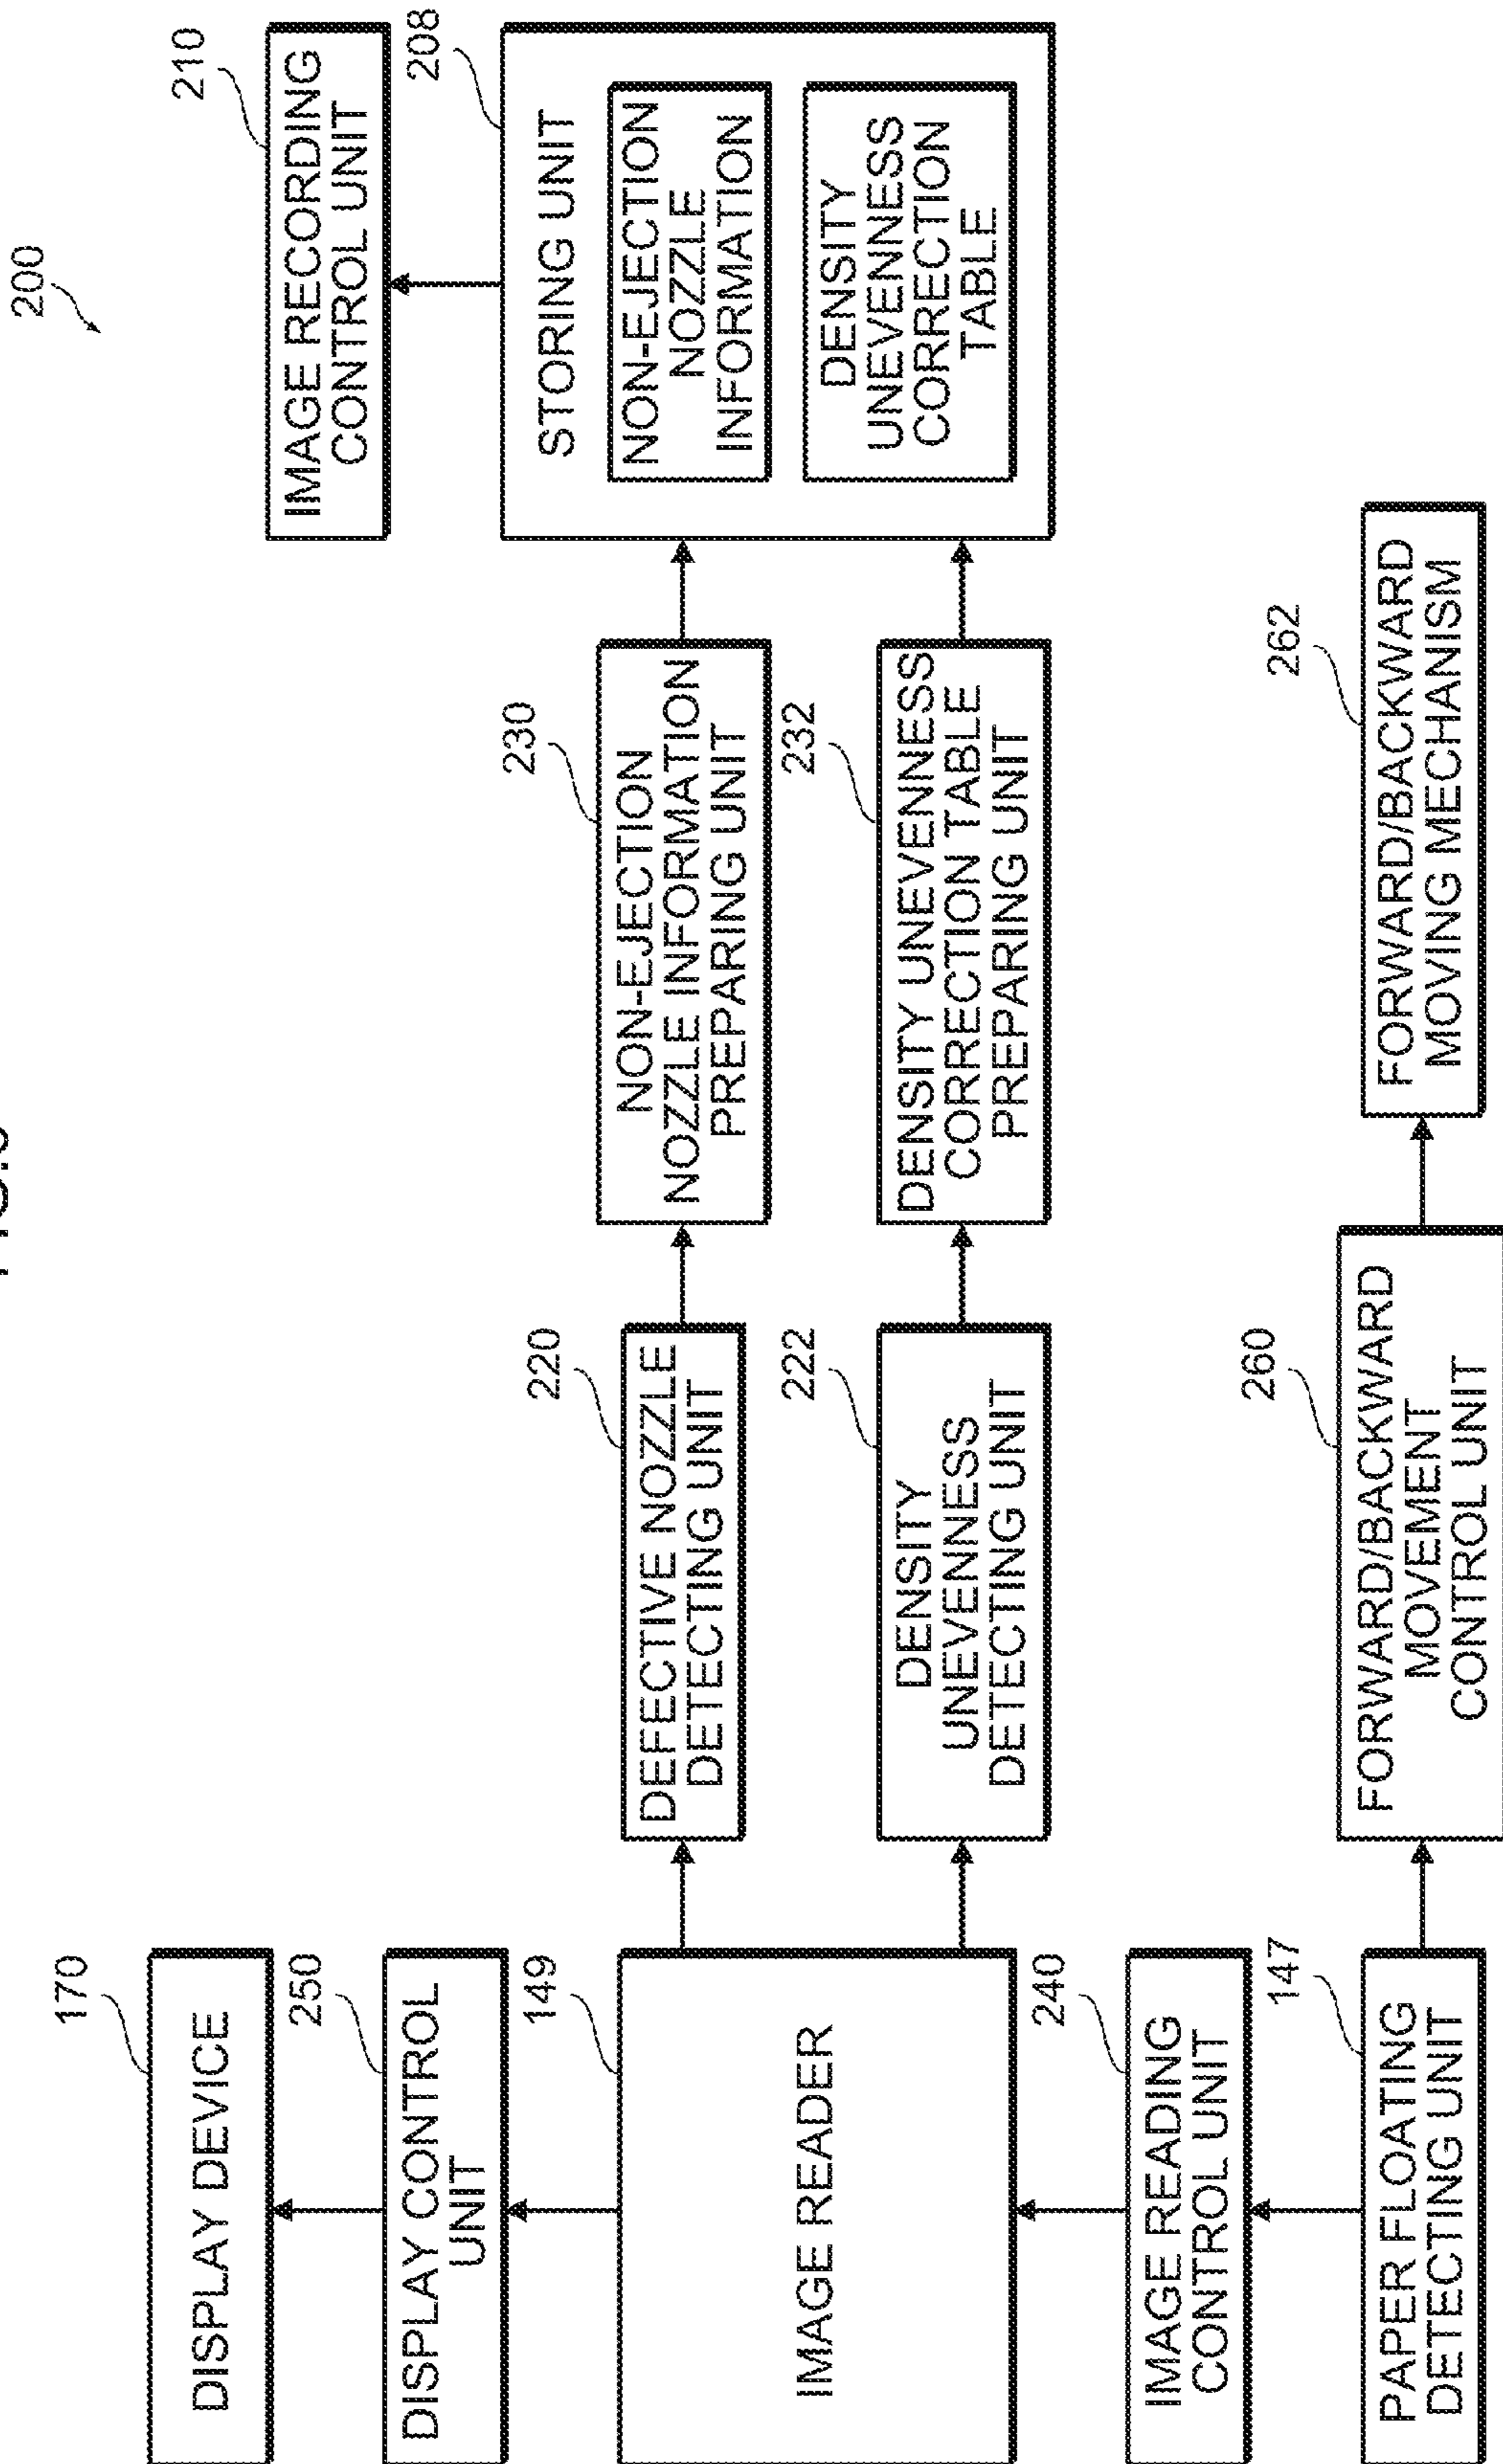 200
170
DISPLAY DEVICE
210
IMAGE RECORDING
CONTROL UNIT
250
DISPLAY CONTROL
UNIT
208
STORING UNIT
149
IMAGE READER
220
DEFECTIVE NOZZLE
DETECTING UNIT
230
NON-EJECTION
NOZZLE INFORMATION
PREPARING UNIT
NON-EJECTION
NOZZLE
INFORMATION
222
DENSITY
UNEVENNESS
DETECTING UNIT
232
DENSITY UNEVENNESS
CORRECTION TABLE
PREPARING UNIT
DENSITY
UNEVENNESS
CORRECTION
TABLE
240
IMAGE READING
CONTROL UNIT
147
PAPER FLOATING
DETECTING UNIT
260
FORWARD/BACKWARD
MOVEMENT
CONTROL UNIT
262
FORWARD/BACKWARD
MOVING MECHANISM